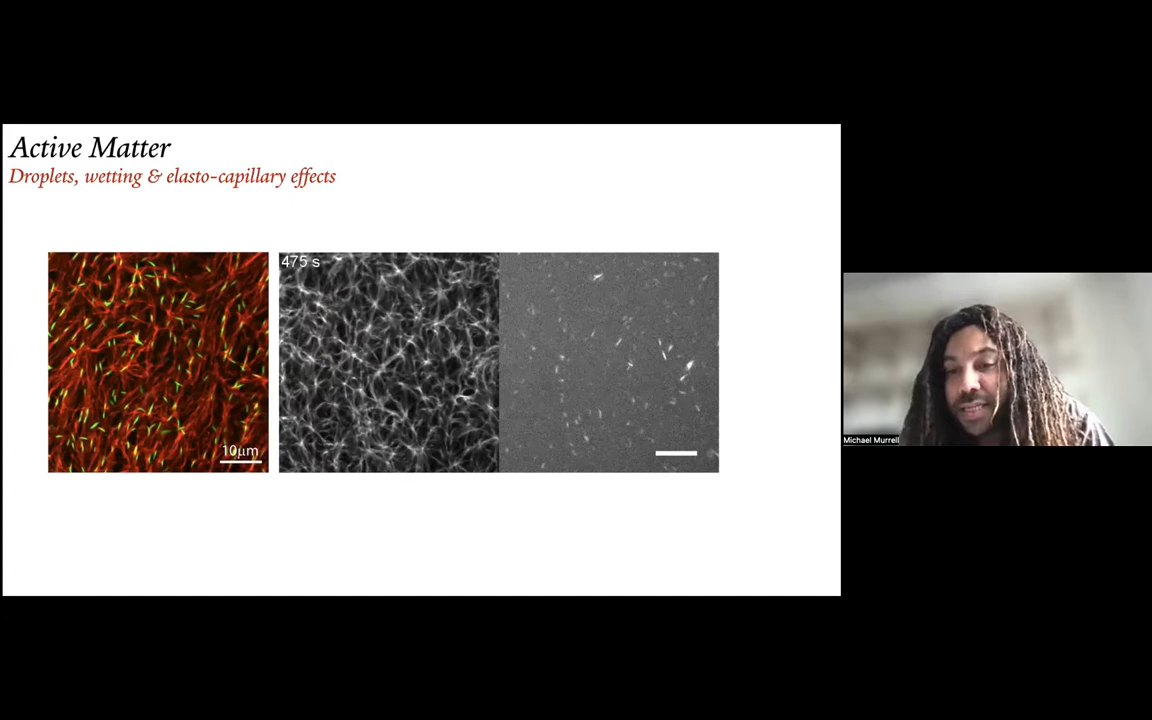 Active Matter
Droplets, wetting & elasto-capillary effects
475 s
10μm
Michael Murrell